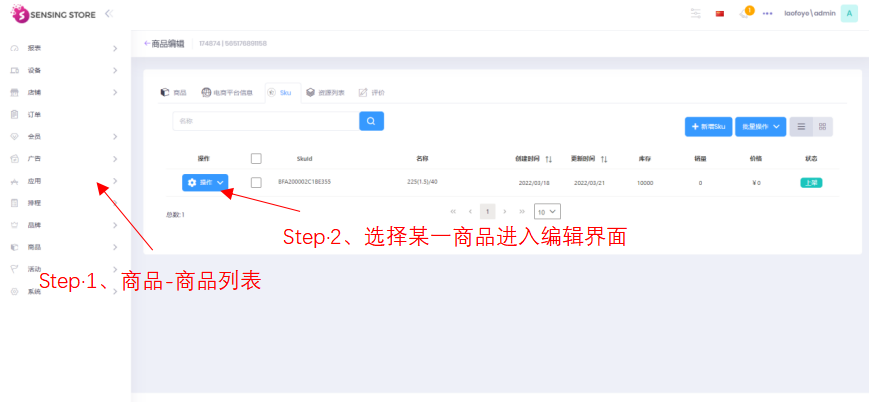 SENSING STORE
1
laofoye\admin
A
报表
设备
店铺
订单
会员
广告
应用
排程
品牌
商品
活动
系统
商品编辑
商品
电商平台信息
Sku
资源列表
评价
名称
新增Sku
批量操作
操作 SkuId 名称 创建时间 更新时间 库存 销量 价格 状态
操作 BFA200002C1BE355 225(1.5)/40 2022/03/18 2022/03/21 10000 0 ¥0 上架
总数: 1
1
10
Step·2、选择某一商品进入编辑界面
Step·1、商品-商品列表